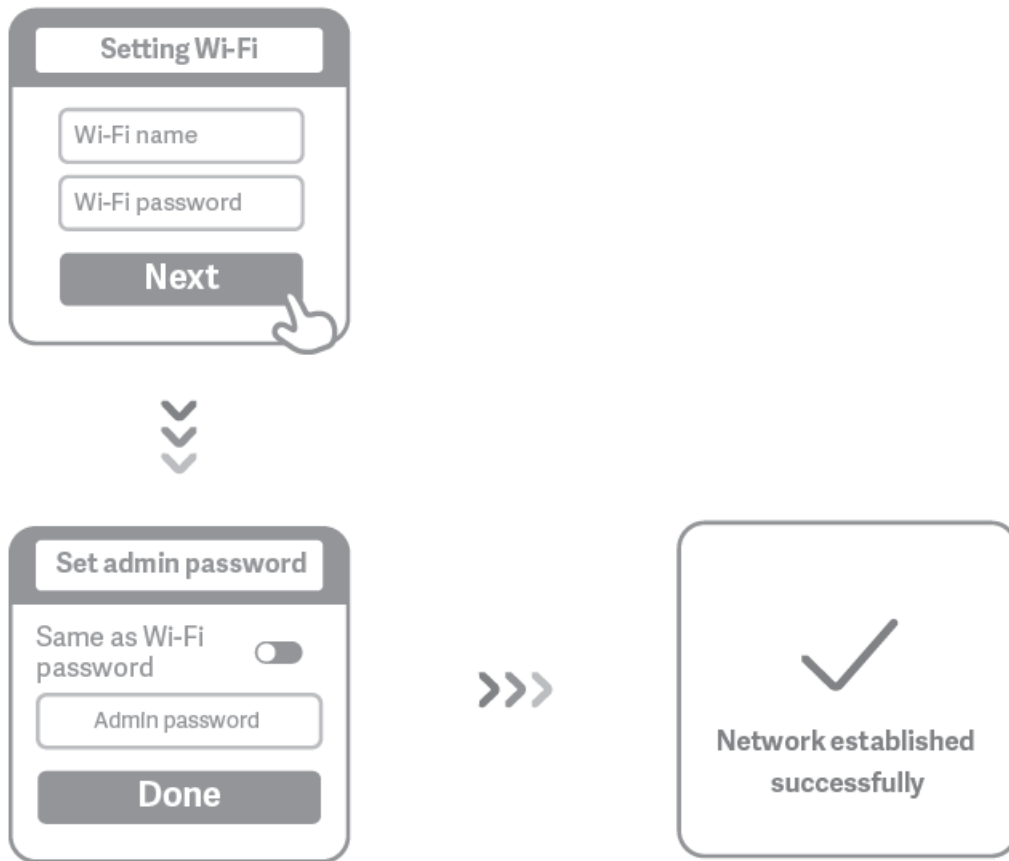 Setting Wi-Fi
Wi-Fi name
Wi-Fi password
Next
Set admin password
Same as Wi-Fi
password
Admin password
Done
Network established
successfully